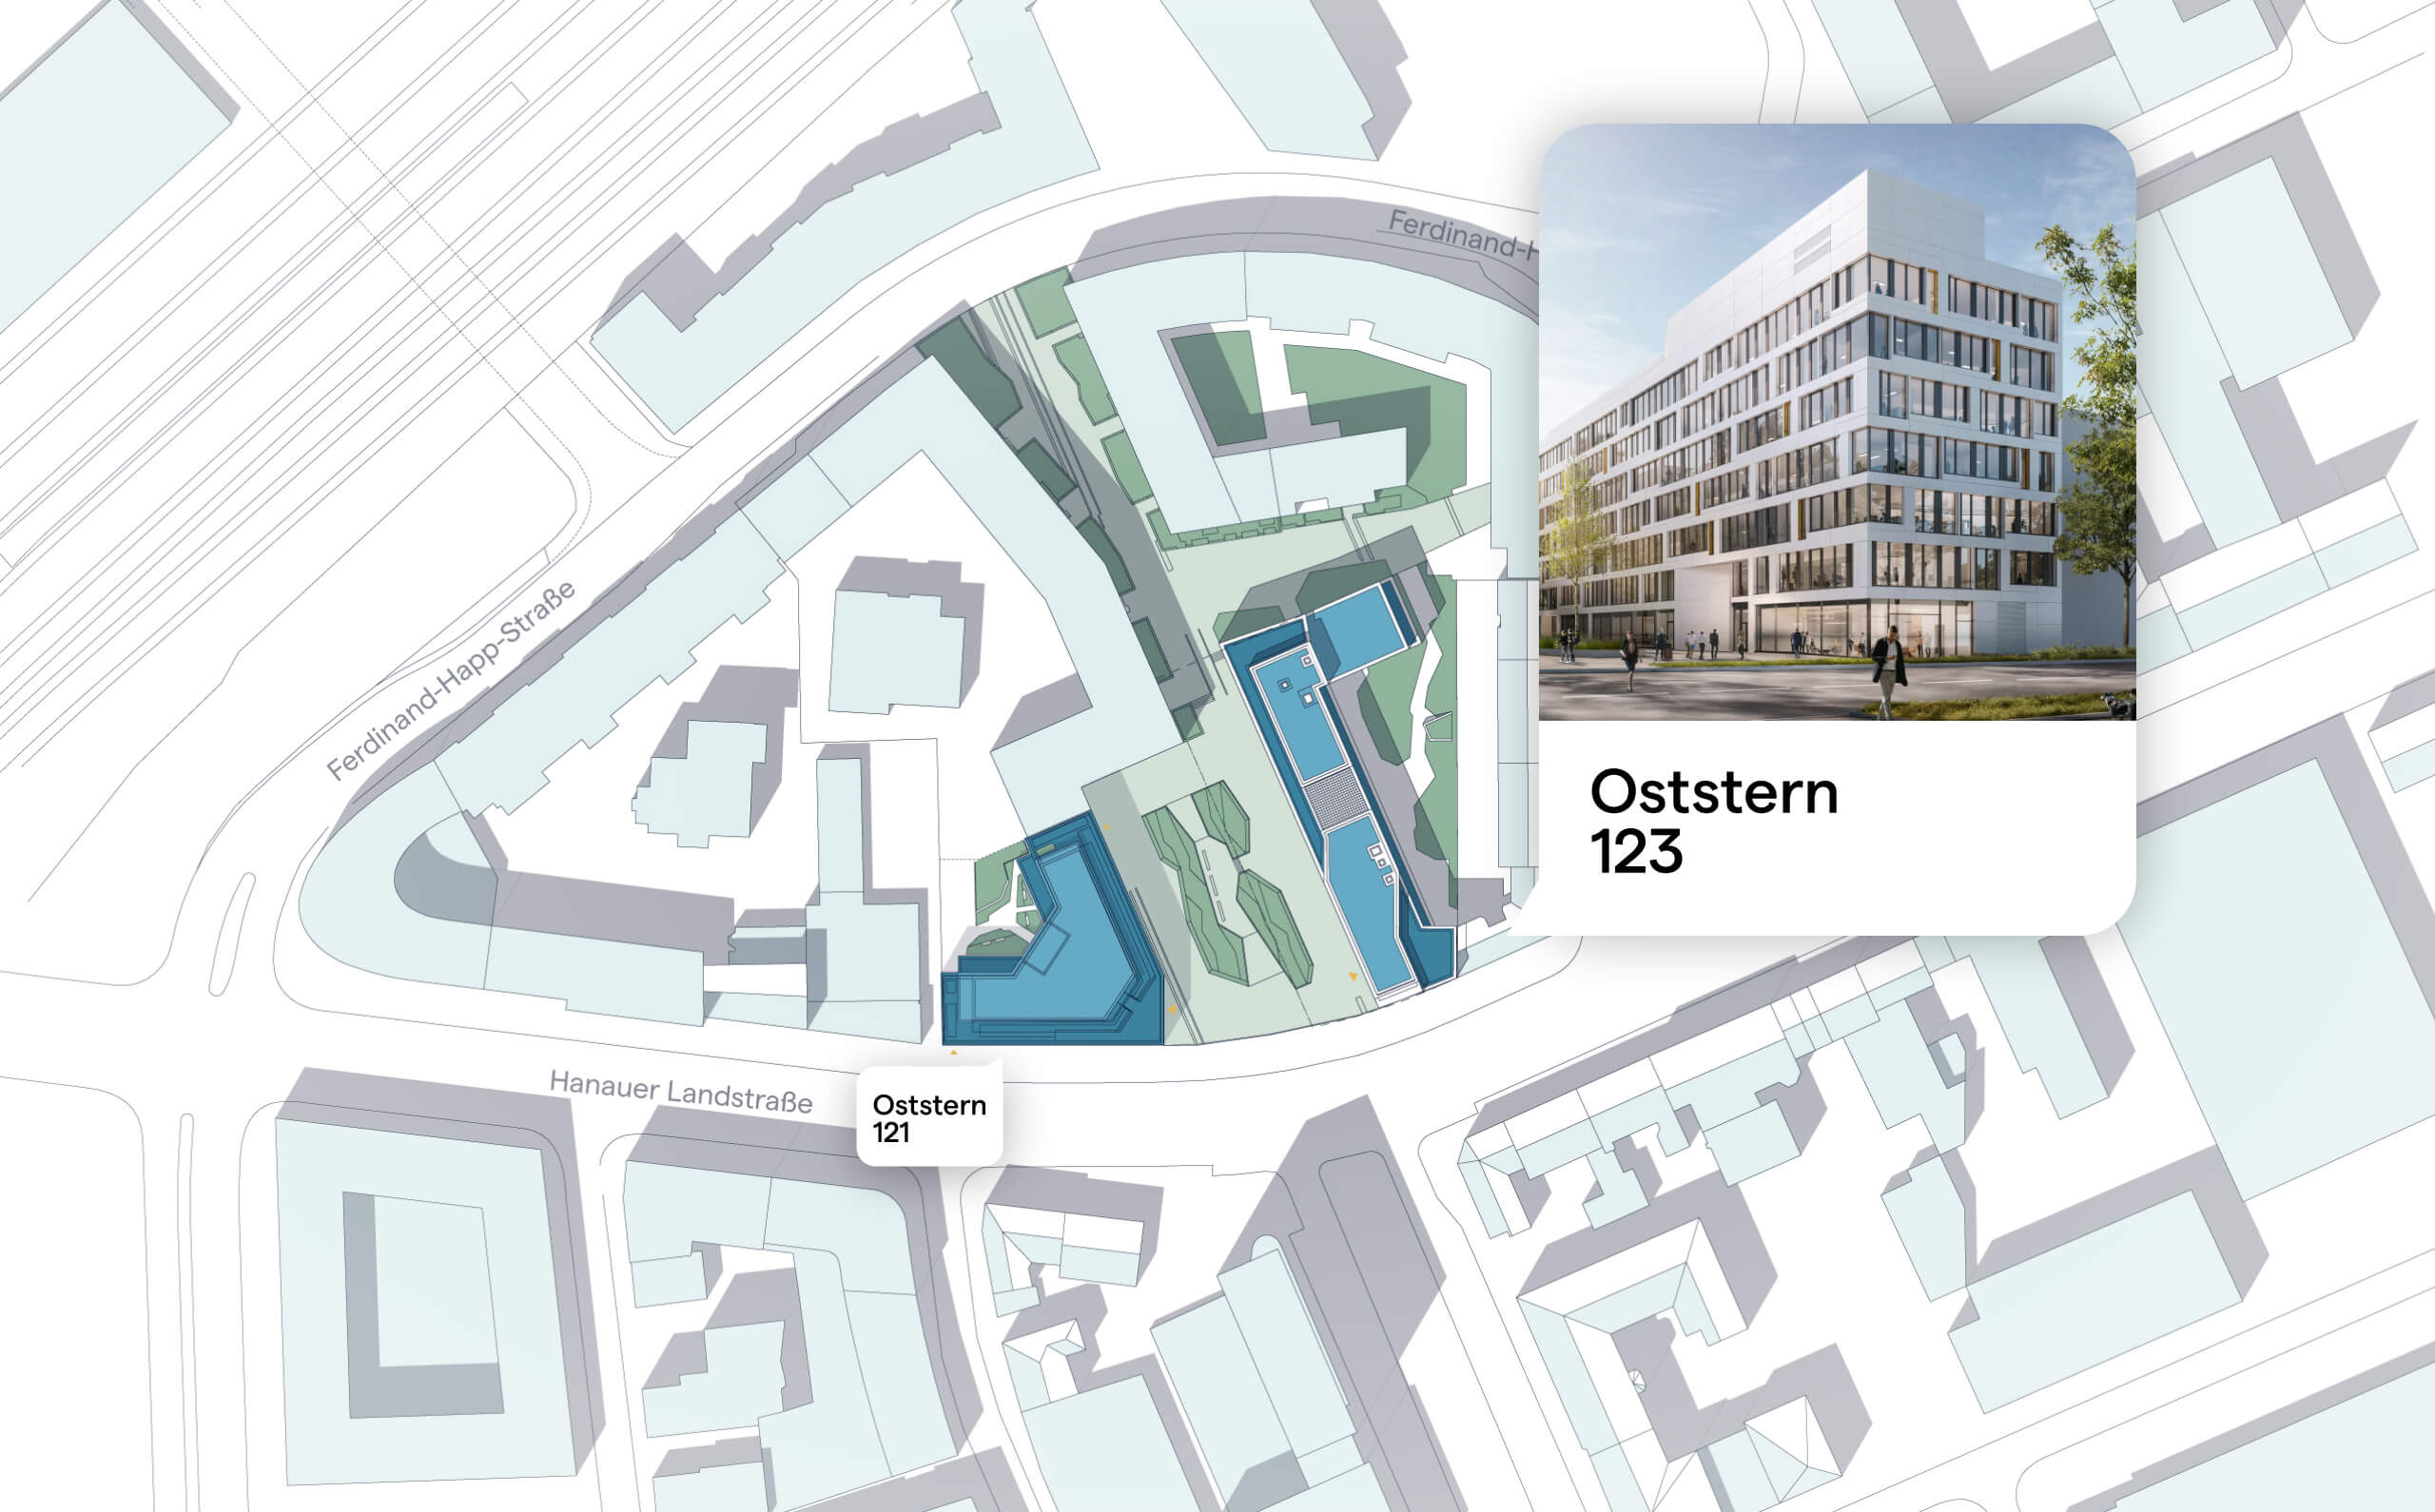 Ferdinand-H
Oststern
123
Ferdinand-Happ-Straße
Hanauer Landstraße
Oststern
121